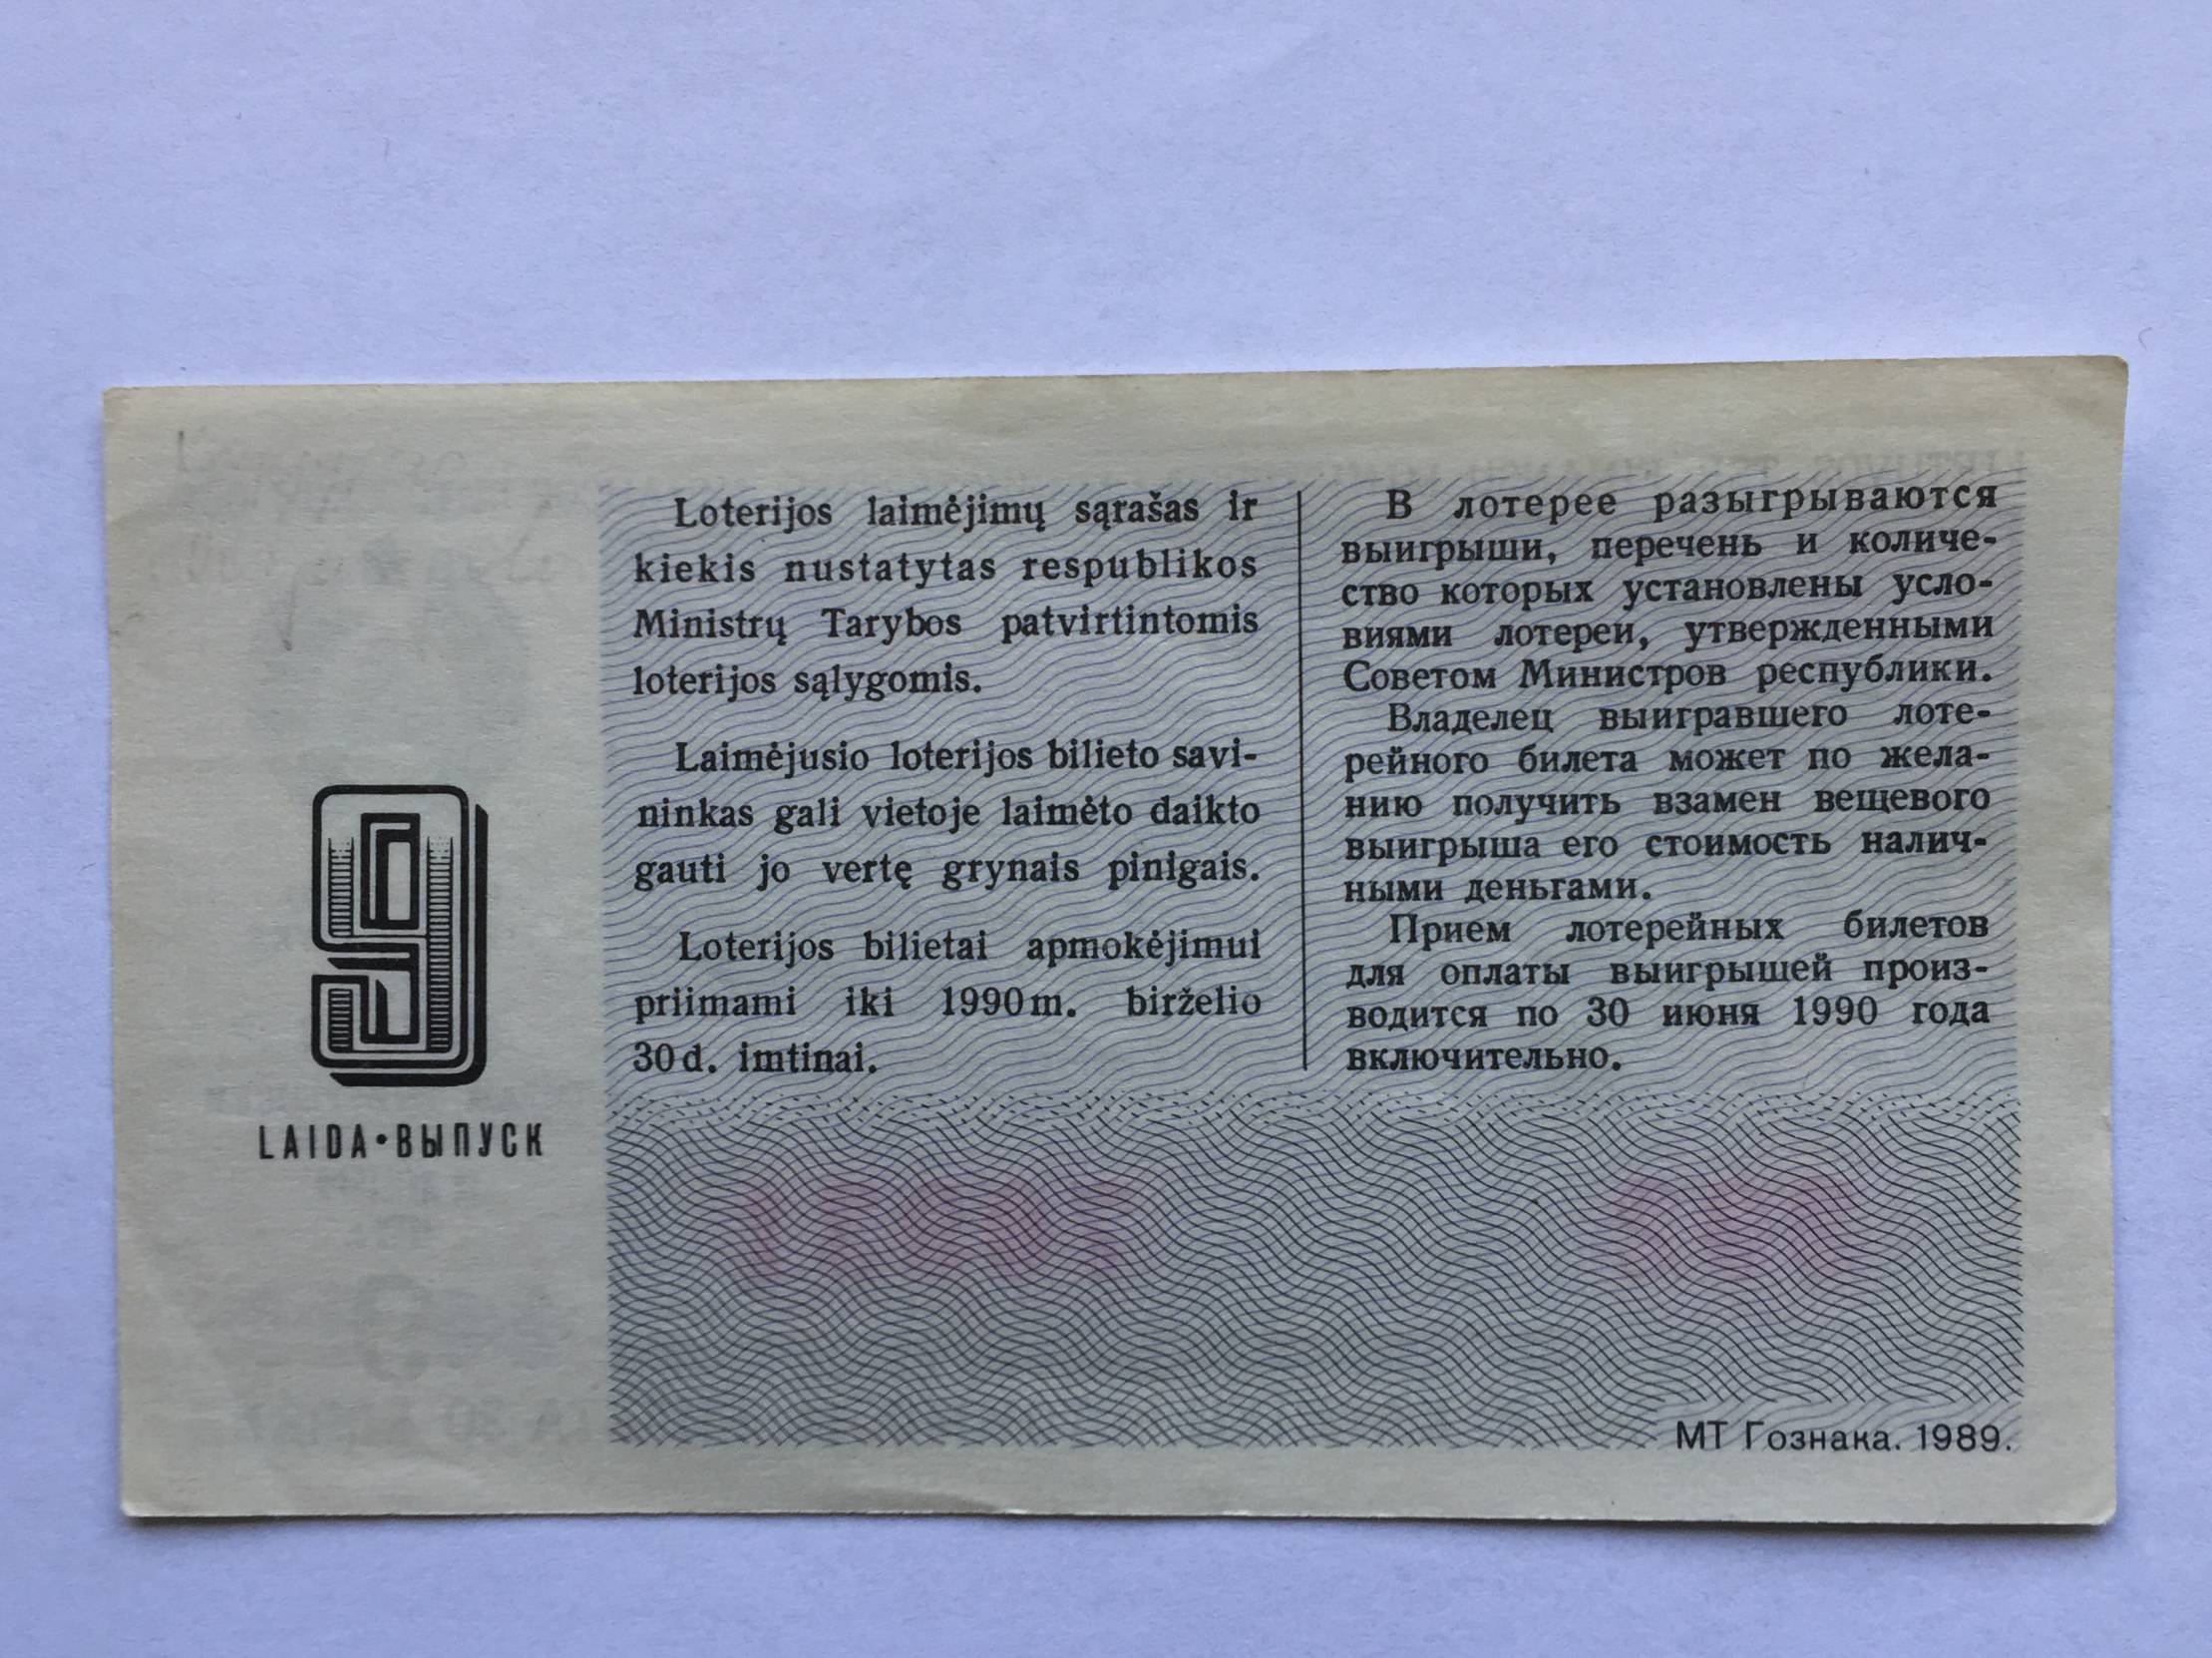 Loterijos laimėjimų sąrašas ir
kiekis nustatytas respublikos
Ministrų Tarybos patvirtintomis
loterijos sąlygomis.
Laimėjusio loterijos bilieto savi-
ninkas gali vietoje laimėto daikto
gauti jo vertę grynais pinigais.
Loterijos bilietai apmokėjimui
priimami iki 1990 m. birželio
30 d. imtinai.
В лотерее разыгрываются
выигрыши, перечень и количе-
ство которых установлены усло-
виями лотереи, утвержденными
Советом Министров республики.
Владелец выигравшего лоте-
рейного билета может по жела-
нию получить взамен вещевого
выигрыша его стоимость налич-
ными деньгами.
Прием лотерейных билетов
для оплаты выигрышей произ-
водится по 30 июня 1990 года
включительно.
9
LAIDA•ВЫПУСК
МТ Гознака. 1989.